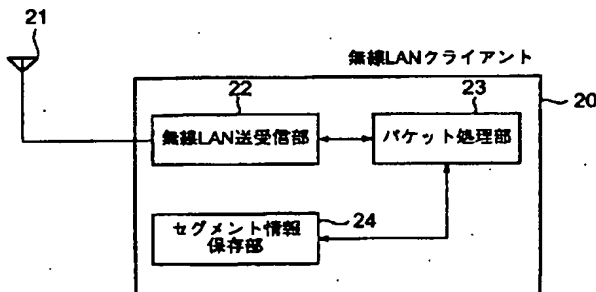 21
無線LANクライアント
22
23
20
無線LAN送受信部
パケット処理部
24
セグメント情報
保存部